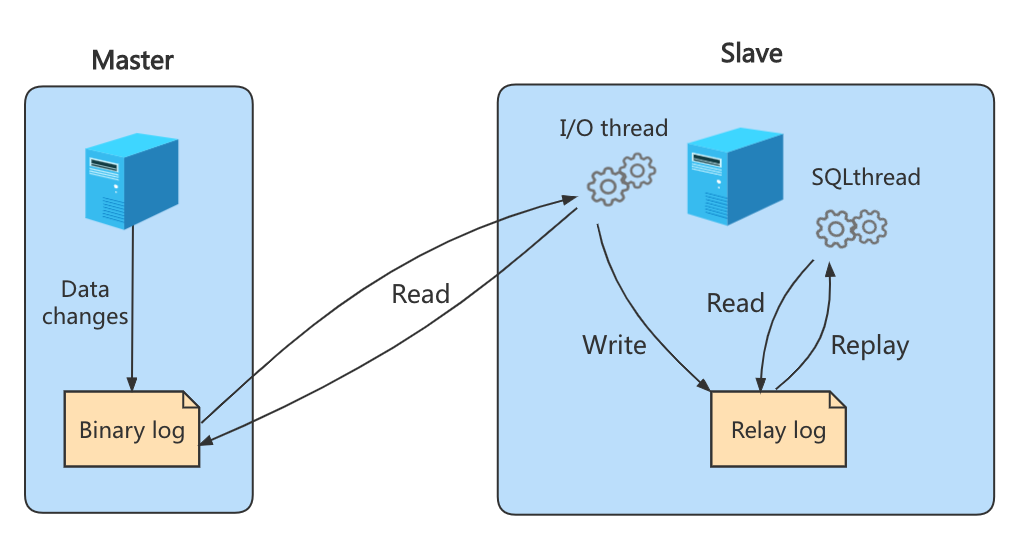 Master
Slave
I/O thread
SQLthread
Data
changes
Read
Read
Write
Replay
Binary log
Relay log